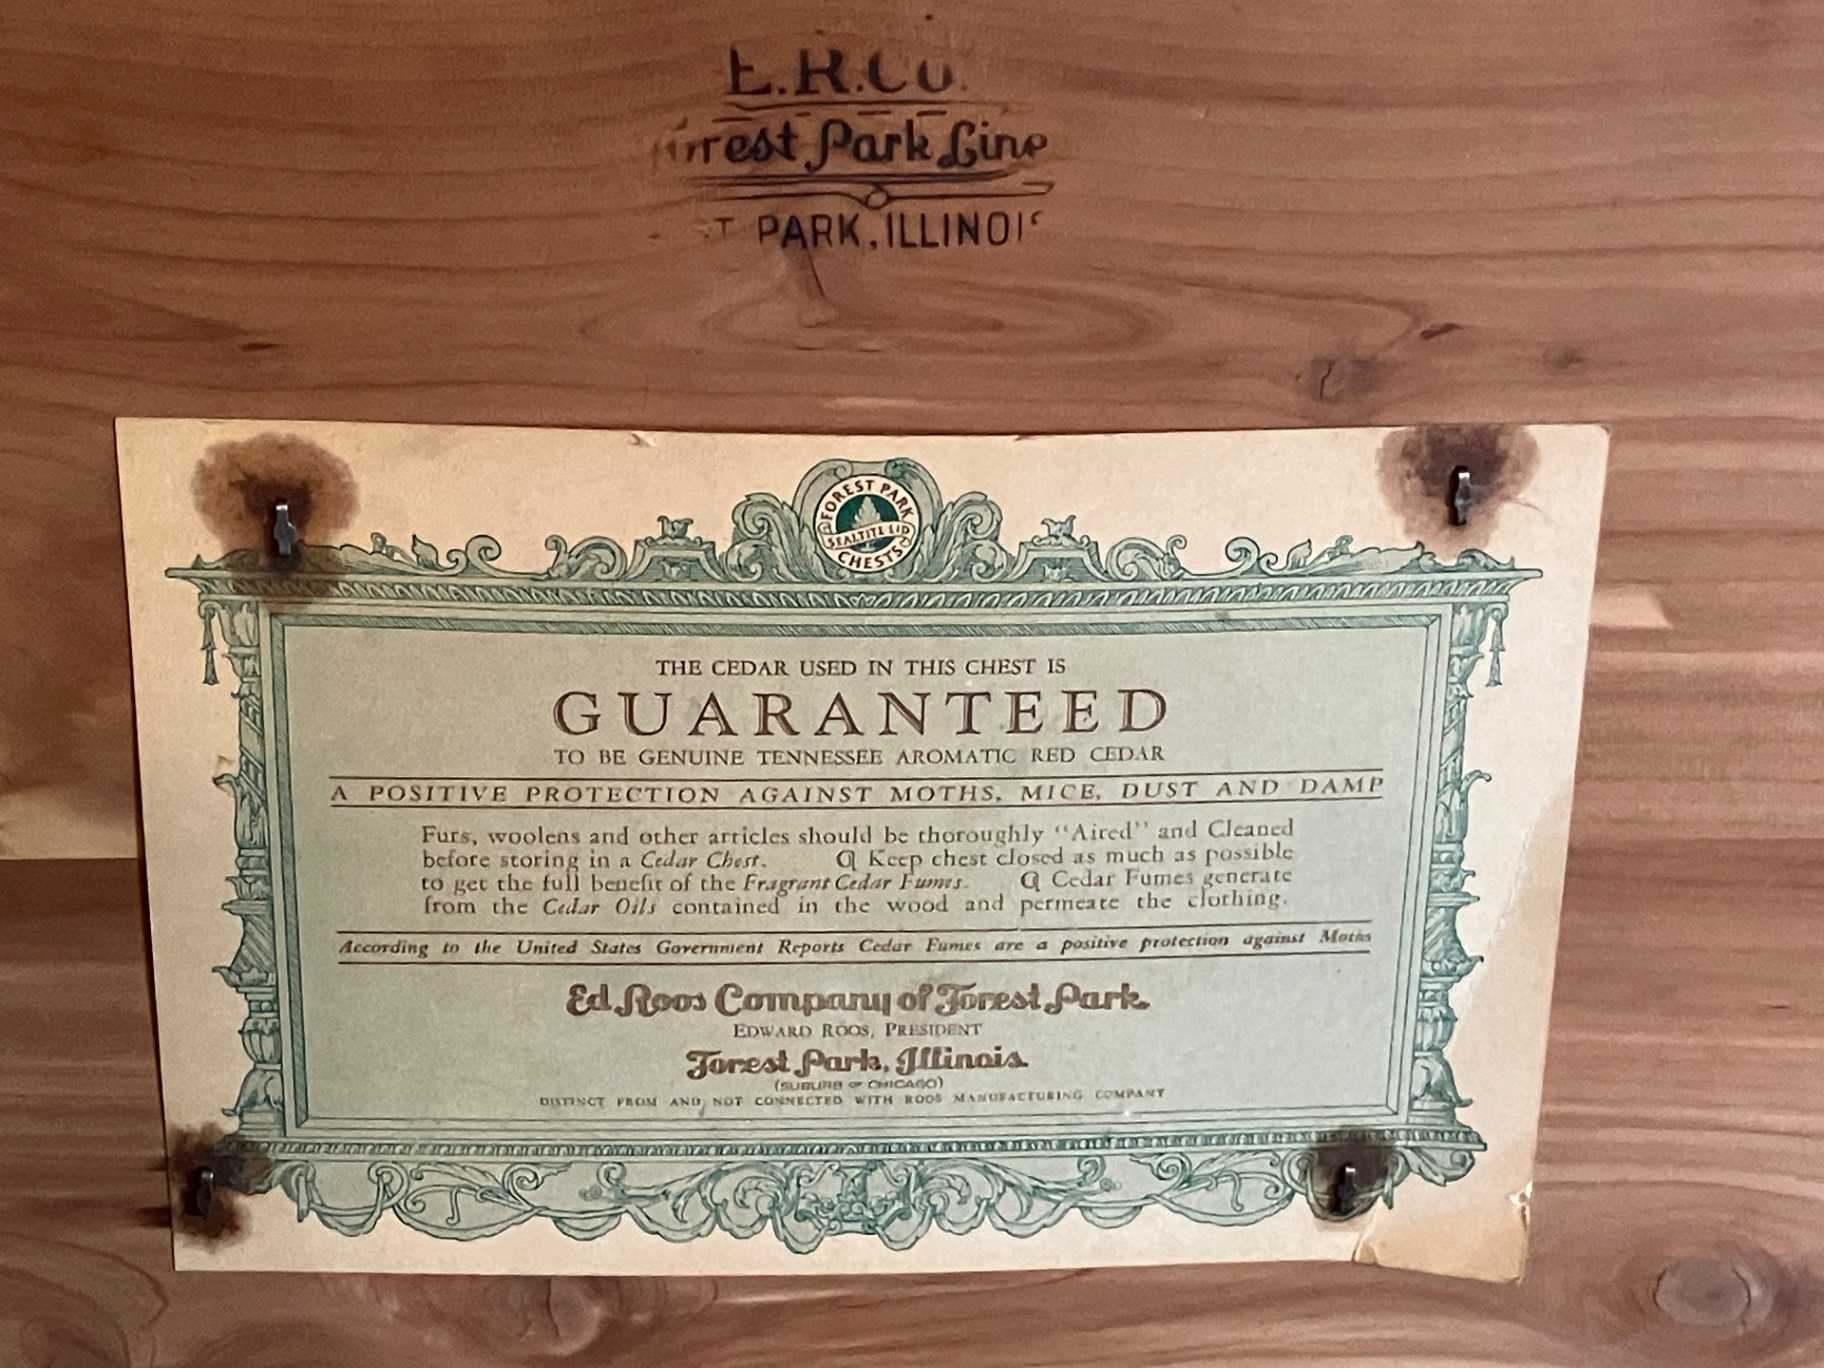 E.R.Co.
Forest Park Line
ST PARK, ILLINOIS
FOREST PARK
SEALTITE LID
CHESTS
THE CEDAR USED IN THIS CHEST IS
GUARANTEED
TO BE GENUINE TENNESSEE AROMATIC RED CEDAR
A POSITIVE PROTECTION AGAINST MOTHS, MICE, DUST AND DAMP
Furs, woolens and other articles should be thoroughly "Aired" and Cleaned
before storing in a Cedar Chest. ¶ Keep chest closed as much as possible
to get the full benefit of the Fragrant Cedar Fumes. ¶ Cedar Fumes generate
from the Cedar Oils contained in the wood and permeate the clothing.
According to the United States Government Reports Cedar Fumes are a positive protection against Moths
Ed Roos Company of Forest Park
EDWARD ROOS, PRESIDENT
Forest Park, Illinois
(SUBURB OF CHICAGO)
DISTINCT FROM AND NOT CONNECTED WITH ROOS MANUFACTURING COMPANY